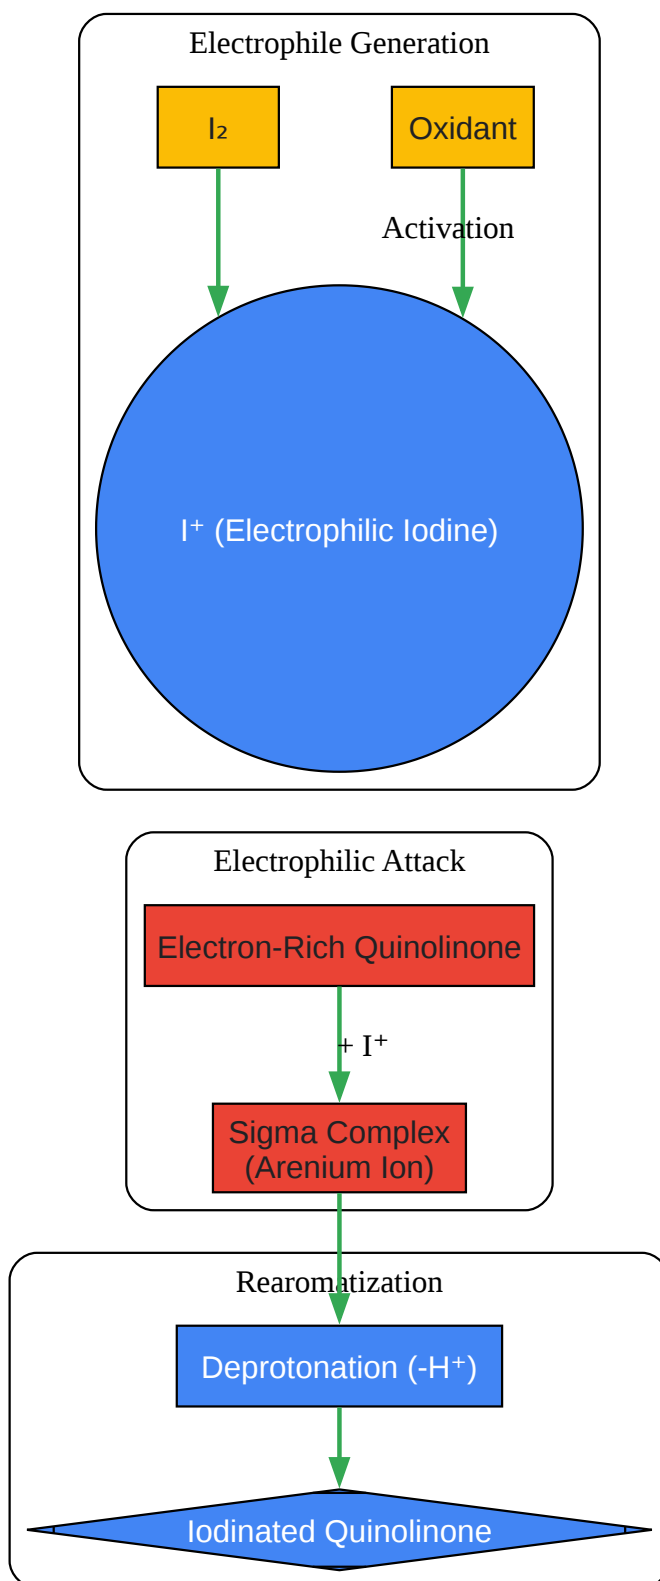 Electrophile Generation
I₂
Oxidant
Activation
I⁺ (Electrophilic Iodine)
Electrophilic Attack
Electron-Rich Quinolinone
+ I⁺
Sigma Complex
(Arenium Ion)
Rearomatization
Deprotonation (-H⁺)
Iodinated Quinolinone